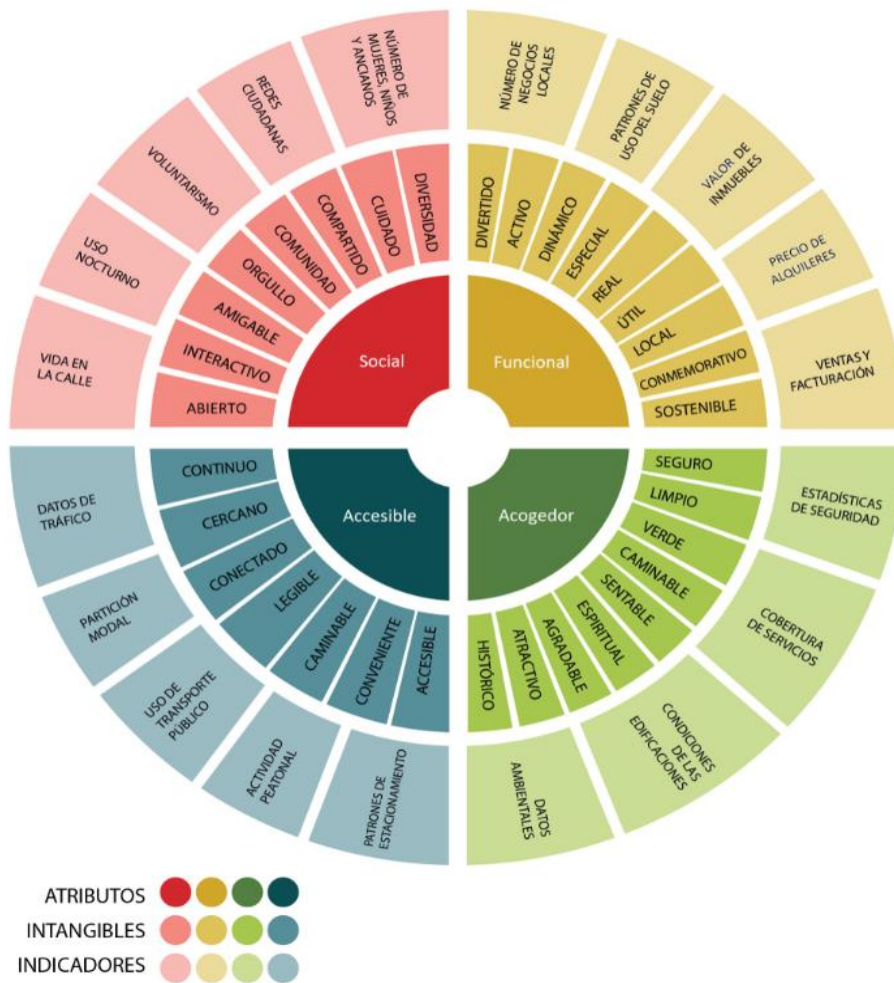 NÚMERO DE
MUJERES, NIÑOS
Y ANCIANOS
REDES
CIUDADANAS
VOLUNTARISMO
USO
NOCTURNO
VIDA EN
LA CALLE
DIVERSIDAD
CUIDADO
COMPARTIDO
COMUNIDAD
ORGULLO
AMIGABLE
INTERACTIVO
ABIERTO
Social
NÚMERO DE
NEGOCIOS
LOCALES
PATRONES DE
USO DEL SUELO
VALOR DE
INMUEBLES
PRECIO DE
ALQUILERES
VENTAS Y
FACTURACIÓN
DIVERTIDO
ACTIVO
DINÁMICO
ESPECIAL
REAL
ÚTIL
LOCAL
CONMEMORATIVO
SOSTENIBLE
Funcional
Accesible
CONTINUO
CERCANO
CONECTADO
LEGIBLE
CAMINABLE
CONVENIENTE
ACCESIBLE
DATOS DE
TRÁFICO
PARTICIÓN
MODAL
USO DE
TRANSPORTE
PÚBLICO
ACTIVIDAD
PEATONAL
PATRONES DE
ESTACIONAMIENTO
Acogedor
SEGURO
LIMPIO
VERDE
CAMINABLE
SENTABLE
ESPIRITUAL
AGRADABLE
ATRACTIVO
HISTÓRICO
ESTADÍSTICAS
DE SEGURIDAD
COBERTURA
DE SERVICIOS
CONDICIONES
DE LAS
EDIFICACIONES
DATOS
AMBIENTALES
ATRIBUTOS
INTANGIBLES
INDICADORES